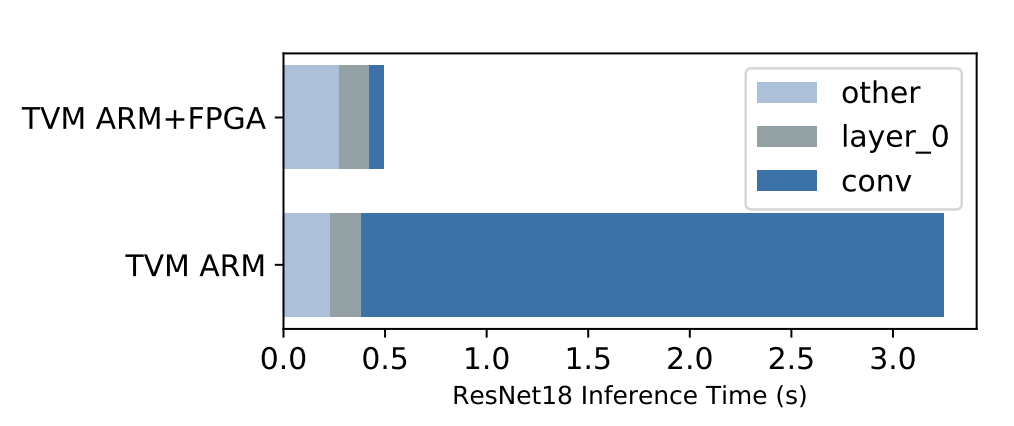 TVM ARM+FPGA
TVM ARM
other
layer_0
conv
0.0 0.5 1.0 1.5 2.0 2.5 3.0
ResNet18 Inference Time (s)